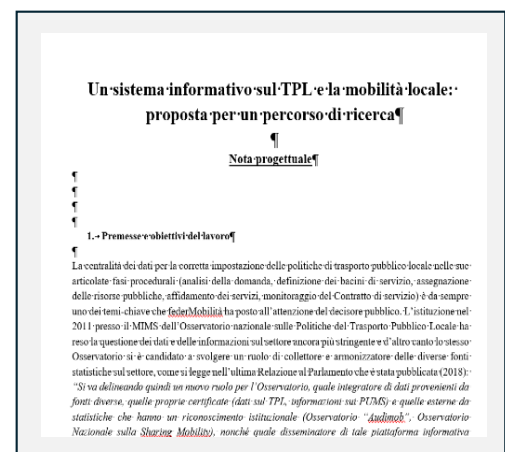 Un·sistema·informativo·sul·TPL·e·la·mobilità·locale:·
proposta·per·un·percorso·di·ricerca¶
¶
Nota·progettuale¶
¶
¶
¶
¶
1.→Premesse·e·obiettivi·del·lavoro¶
¶
La·centralità·dei·dati·per·la·corretta·impostazione·delle·politiche·di·trasporto·pubblico·locale·nelle·sue·
articolate·fasi·procedurali·(analisi·della·domanda,·definizione·dei·bacini·di·servizio,·assegnazione·
delle·risorse·pubbliche,·affidamento·dei·servizi,·monitoraggio·del·Contratto·di·servizio)·è·da·sempre·
uno·dei·temi-chiave·che·federMobilità·ha·posto·all'attenzione·del·decisore·pubblico.·L'istituzione·nel·
2011·presso·il·MIMS·dell'Osservatorio·nazionale·sulle·Politiche·del·Trasporto·Pubblico·Locale·ha·
reso·la·questione·dei·dati·e·delle·informazioni·sul·settore·ancora·più·stringente·e·d'altro·canto·lo·stesso·
Osservatorio·si·è·candidato·a·svolgere·un·ruolo·di·collettore·e·armonizzatore·delle·diverse·fonti·
statistiche·sul·settore,·come·si·legge·nell'ultima·Relazione·al·Parlamento·che·è·stata·pubblicata·(2018):·
"Si·va·delineando·quindi·un·nuovo·ruolo·per·l'Osservatorio,·quale·integratore·di·dati·provenienti·da·
fonti·diverse,·quelle·proprie·certificate·(dati·sul·TPL,·informazioni·sui·PUMS)·e·quelle·esterne·da·
statistiche·che·hanno·un·riconoscimento·istituzionale·(Osservatorio·"Audimob",·Osservatorio·
Nazionale·sulla·Sharing·Mobility),·nonché·quale·disseminatore·di·tale·piattaforma·informativa